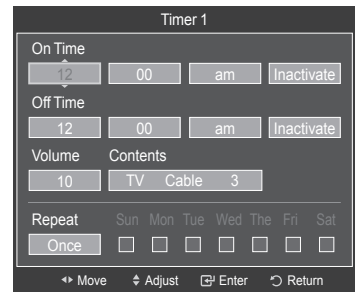 Timer 1
On Time
12 00 am Inactivate
Off Time
12 00 am Inactivate
Volume Contents
10 TV Cable 3
Repeat Sun Mon Tue Wed The Fri Sat
Once
Move Adjust Enter Return